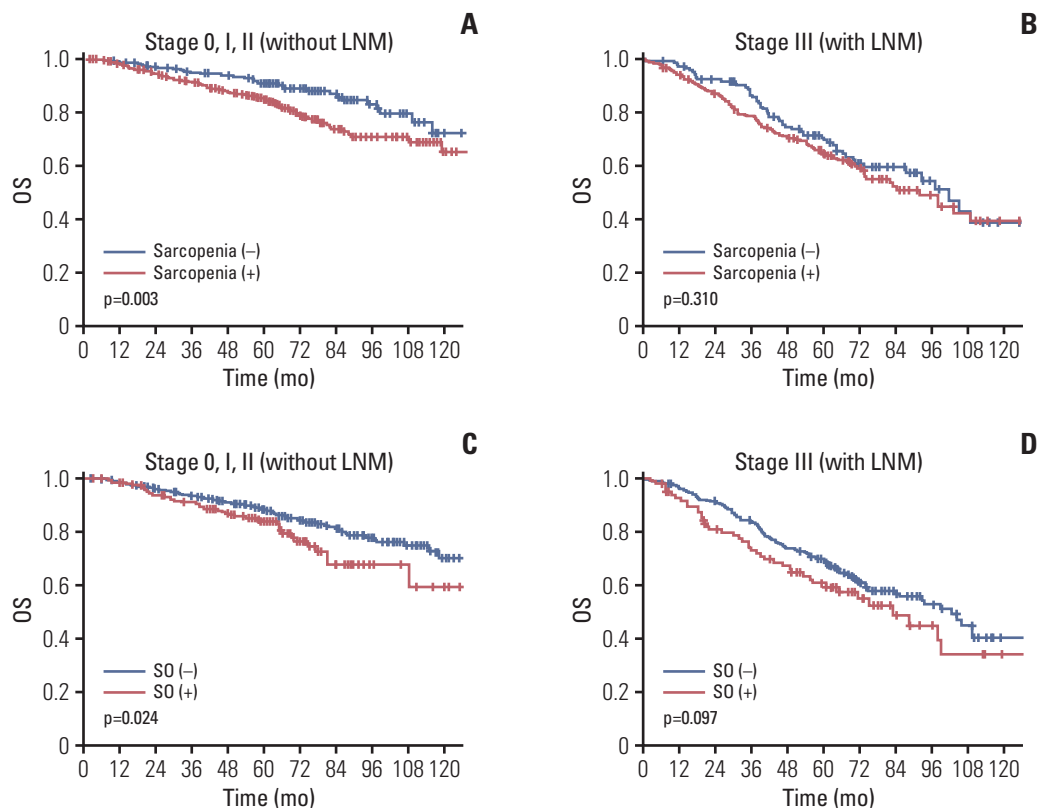 A
Stage 0, I, II (without LNM)
1.0
0.8
0.6
0.4
0.2
0
OS
Sarcopenia (–)
Sarcopenia (+)
p=0.003
0 12 24 36 48 60 72 84 96 108 120
Time (mo)
B
Stage III (with LNM)
1.0
0.8
0.6
0.4
0.2
0
OS
Sarcopenia (–)
Sarcopenia (+)
p=0.310
0 12 24 36 48 60 72 84 96 108 120
Time (mo)
C
Stage 0, I, II (without LNM)
1.0
0.8
0.6
0.4
0.2
0
OS
SO (–)
SO (+)
p=0.024
0 12 24 36 48 60 72 84 96 108 120
Time (mo)
D
Stage III (with LNM)
1.0
0.8
0.6
0.4
0.2
0
OS
SO (–)
SO (+)
p=0.097
0 12 24 36 48 60 72 84 96 108 120
Time (mo)